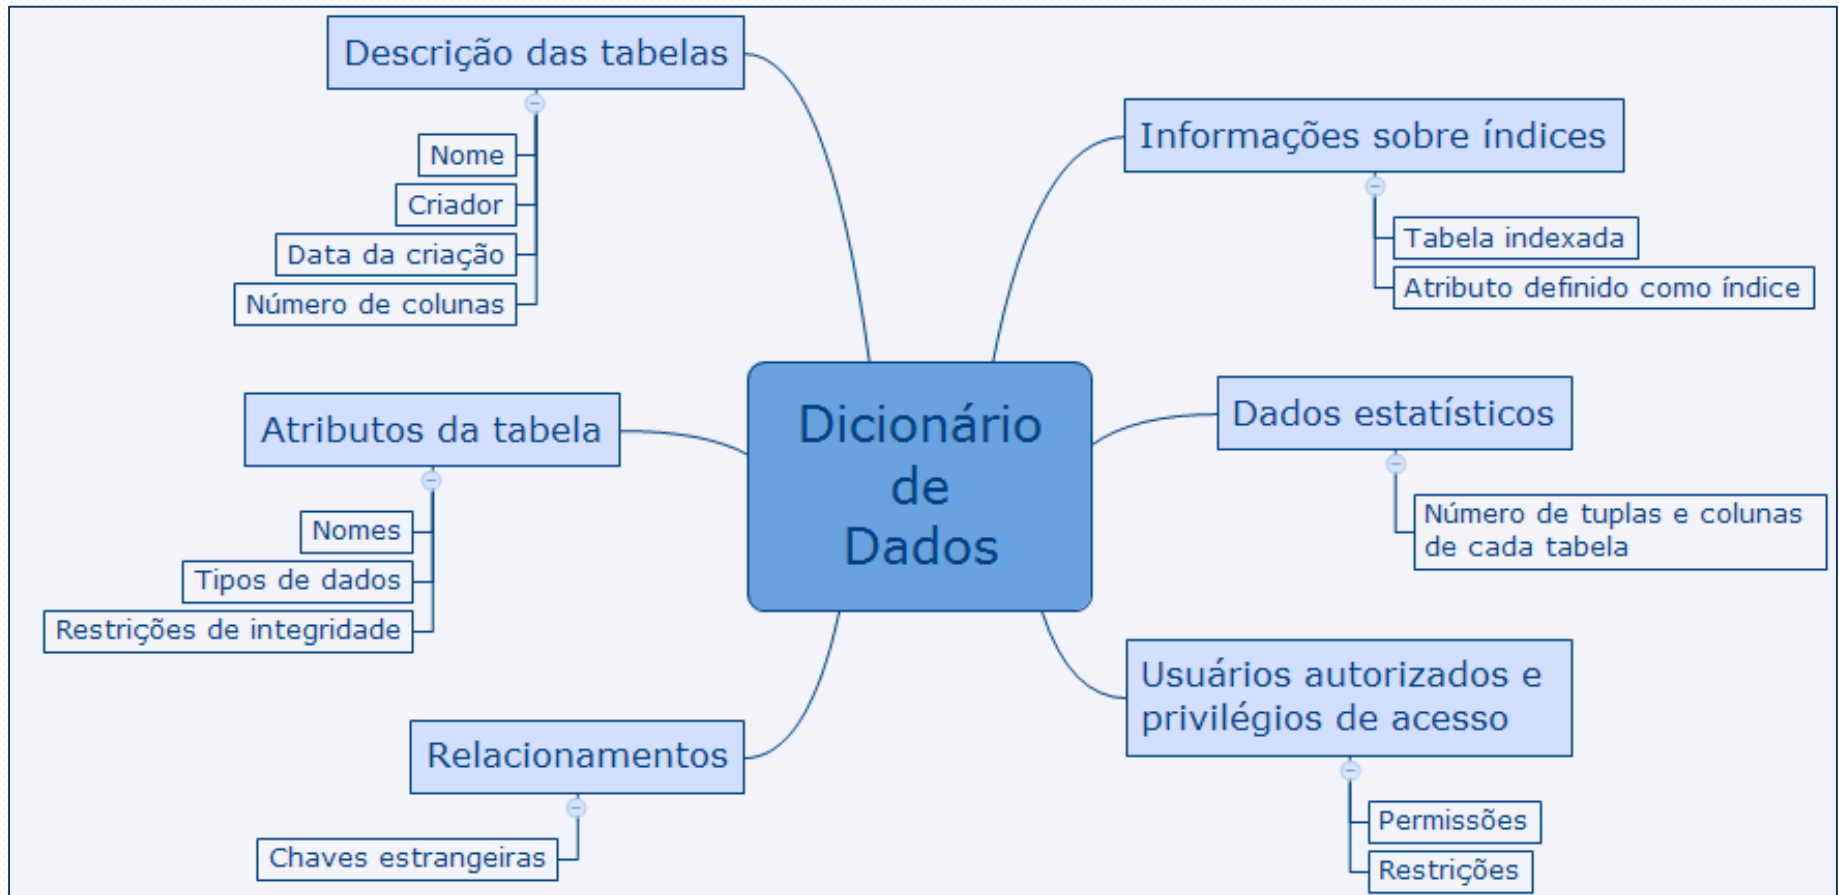 Descrição das tabelas
Nome
Criador
Data da criação
Número de colunas
Atributos da tabela
Nomes
Tipos de dados
Restrições de integridade
Relacionamentos
Chaves estrangeiras
Dicionário
de
Dados
Informações sobre índices
Tabela indexada
Atributo definido como índice
Dados estatísticos
Número de tuplas e colunas
de cada tabela
Usuários autorizados e
privilégios de acesso
Permissões
Restrições